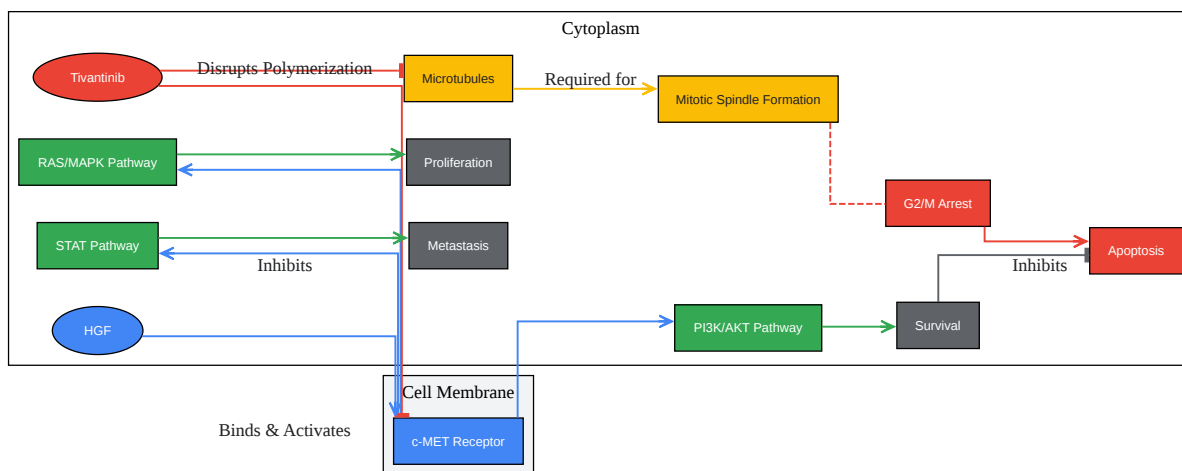 Cytoplasm
Tivantinib
Disrupts Polymerization
Microtubules
Required for
Mitotic Spindle Formation
RAS/MAPK Pathway
Proliferation
G2/M Arrest
STAT Pathway
Metastasis
Apoptosis
Inhibits
Inhibits
HGF
PI3K/AKT Pathway
Survival
Cell Membrane
Binds & Activates
c-MET Receptor